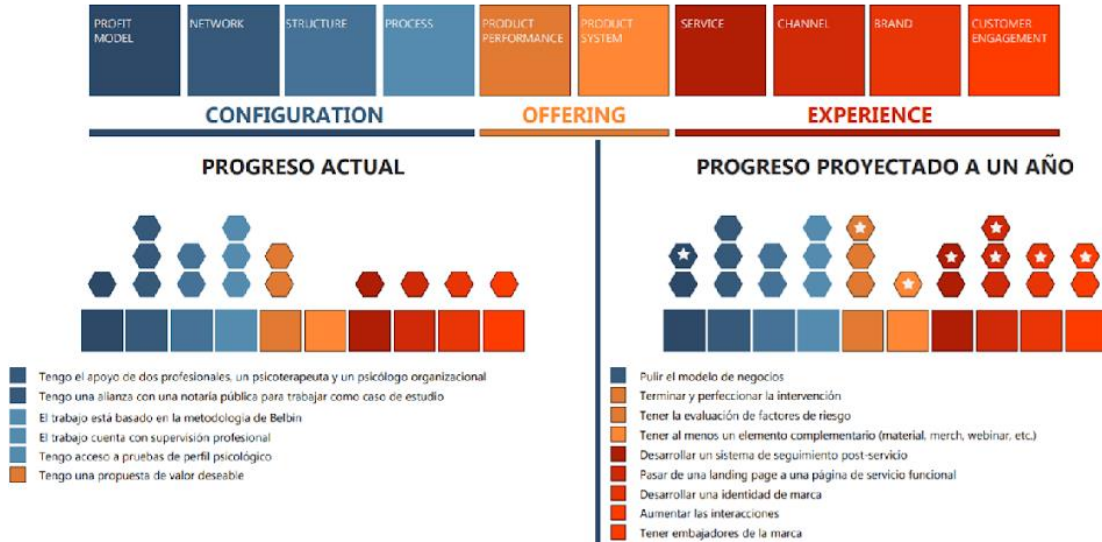 PROFIT
MODEL
NETWORK
STRUCTURE
PROCESS
PRODUCT
PERFORMANCE
PRODUCT
SYSTEM
SERVICE
CHANNEL
BRAND
CUSTOMER
ENGAGEMENT
CONFIGURATION
OFFERING
EXPERIENCE
PROGRESO ACTUAL
Tengo el apoyo de dos profesionales, un psicoterapeuta y un psicólogo organizacional
Tengo una alianza con una notaría pública para trabajar como caso de estudio
El trabajo está basado en la metodología de Belbin
El trabajo cuenta con supervisión profesional
Tengo acceso a pruebas de perfil psicológico
Tengo una propuesta de valor deseable
PROGRESO PROYECTADO A UN AÑO
Pulir el modelo de negocios
Terminar y perfeccionar la intervención
Tener la evaluación de factores de riesgo
Tener al menos un elemento complementario (material, merch, webinar, etc.)
Desarrollar un sistema de seguimiento post-servicio
Pasar de una landing page a una página de servicio funcional
Desarrollar una identidad de marca
Aumentar las interacciones
Tener embajadores de la marca